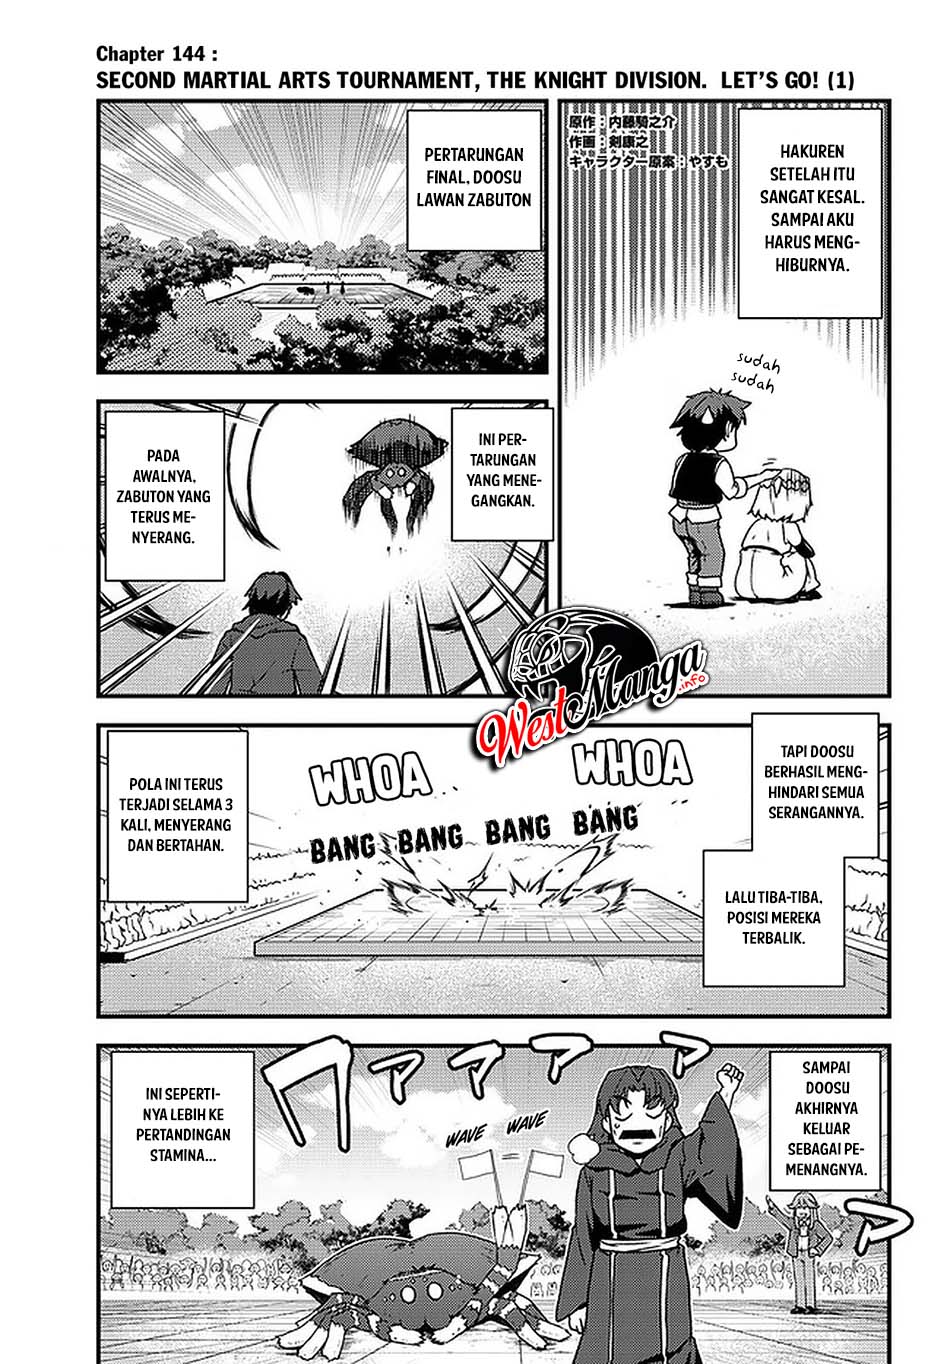 Chapter 144 :
SECOND MARTIAL ARTS TOURNAMENT, THE KNIGHT DIVISION. LET'S GO! (1)
原作:内藤騎之介
作画:剣康之
キャラクター原案:やすも
HAKUREN
SETELAH ITU
SANGAT KESAL.
SAMPAI AKU
HARUS MENG-
HIBURNYA.
sudah
sudah
PERTARUNGAN
FINAL, DOOSU
LAWAN ZABUTON
INI PER-
TARUNGAN
YANG MENE-
GANGKAN.
PADA
AWALNYA,
ZABUTON YANG
TERUS ME-
NYERANG.
WestManga
.info
TAPI DOOSU
BERHASIL MENG-
HINDARI SEMUA
SERANGANNYA.
LALU TIBA-TIBA,
POSISI MEREKA
TERBALIK.
WHOA
WHOA
BANG BANG BANG BANG
POLA INI TERUS
TERJADI SELAMA 3
KALI, MENYERANG
DAN BERTAHAN.
SAMPAI
DOOSU
AKHIRNYA
KELUAR
SEBAGAI PE-
MENANGNYA.
ワァァァァァ
WAVE WAVE
INI SEPERTI-
NYA LEBIH KE
PERTANDINGAN
STAMINA...